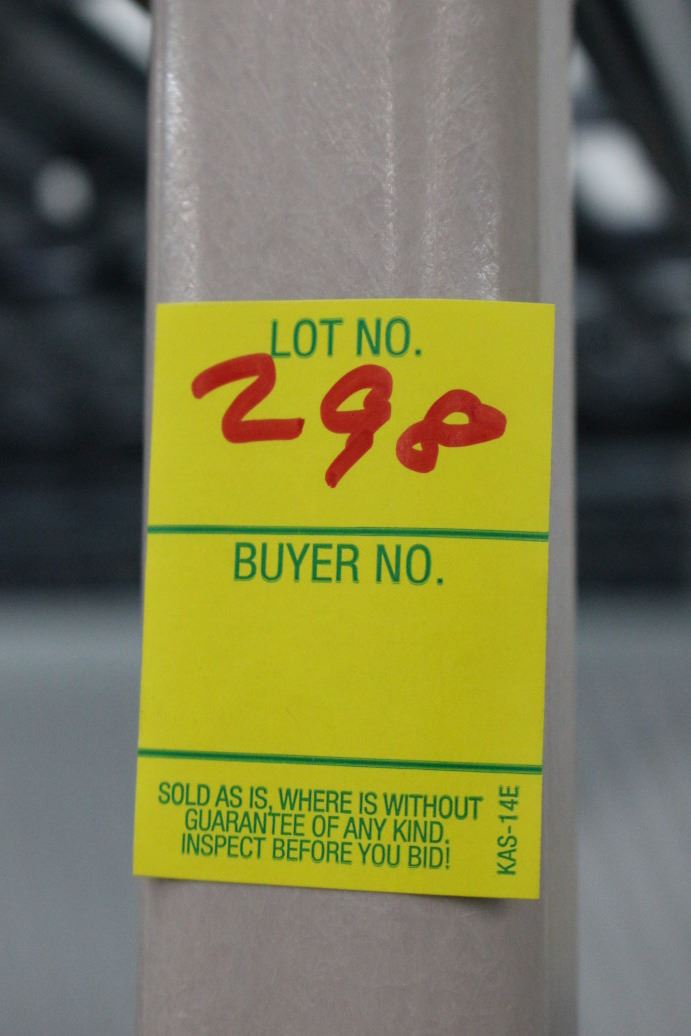 LOT NO.
298
BUYER NO.
SOLD AS IS, WHERE IS WITHOUT
GUARANTEE OF ANY KIND.
INSPECT BEFORE YOU BID!
KAS-14E